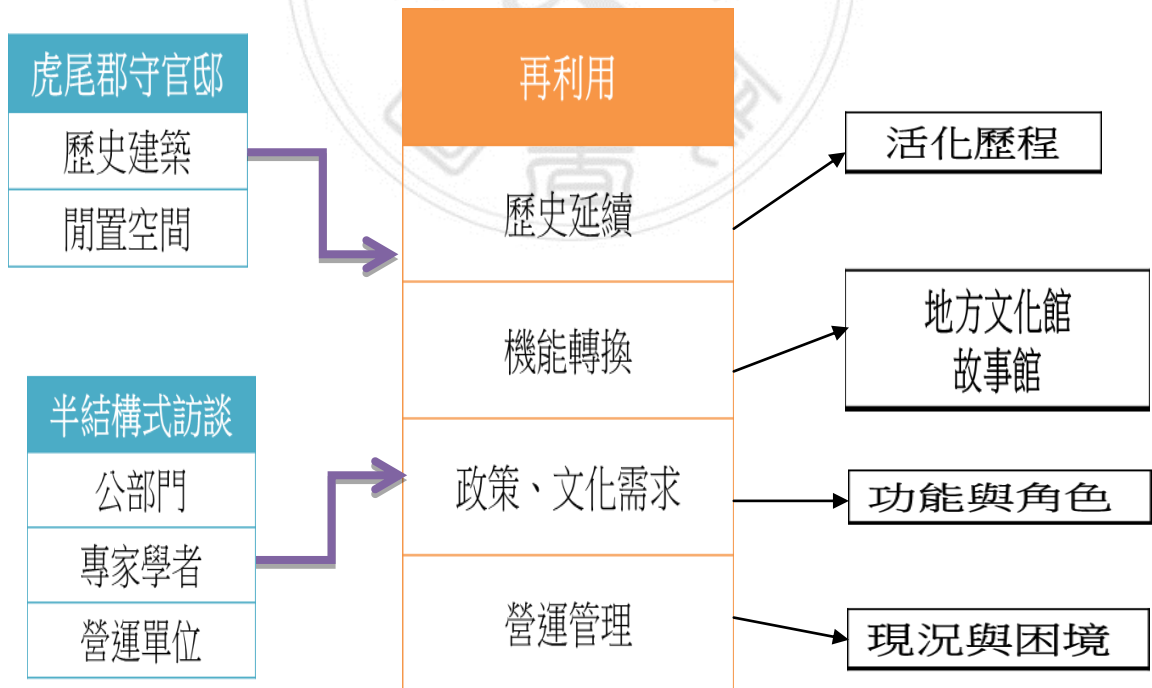 虎尾郡守官邸
歷史建築
閒置空間
半結構式訪談
公部門
專家學者
營運單位
再利用
歷史延續
機能轉換
政策、文化需求
營運管理
活化歷程
地方文化館
故事館
功能與角色
現況與困境